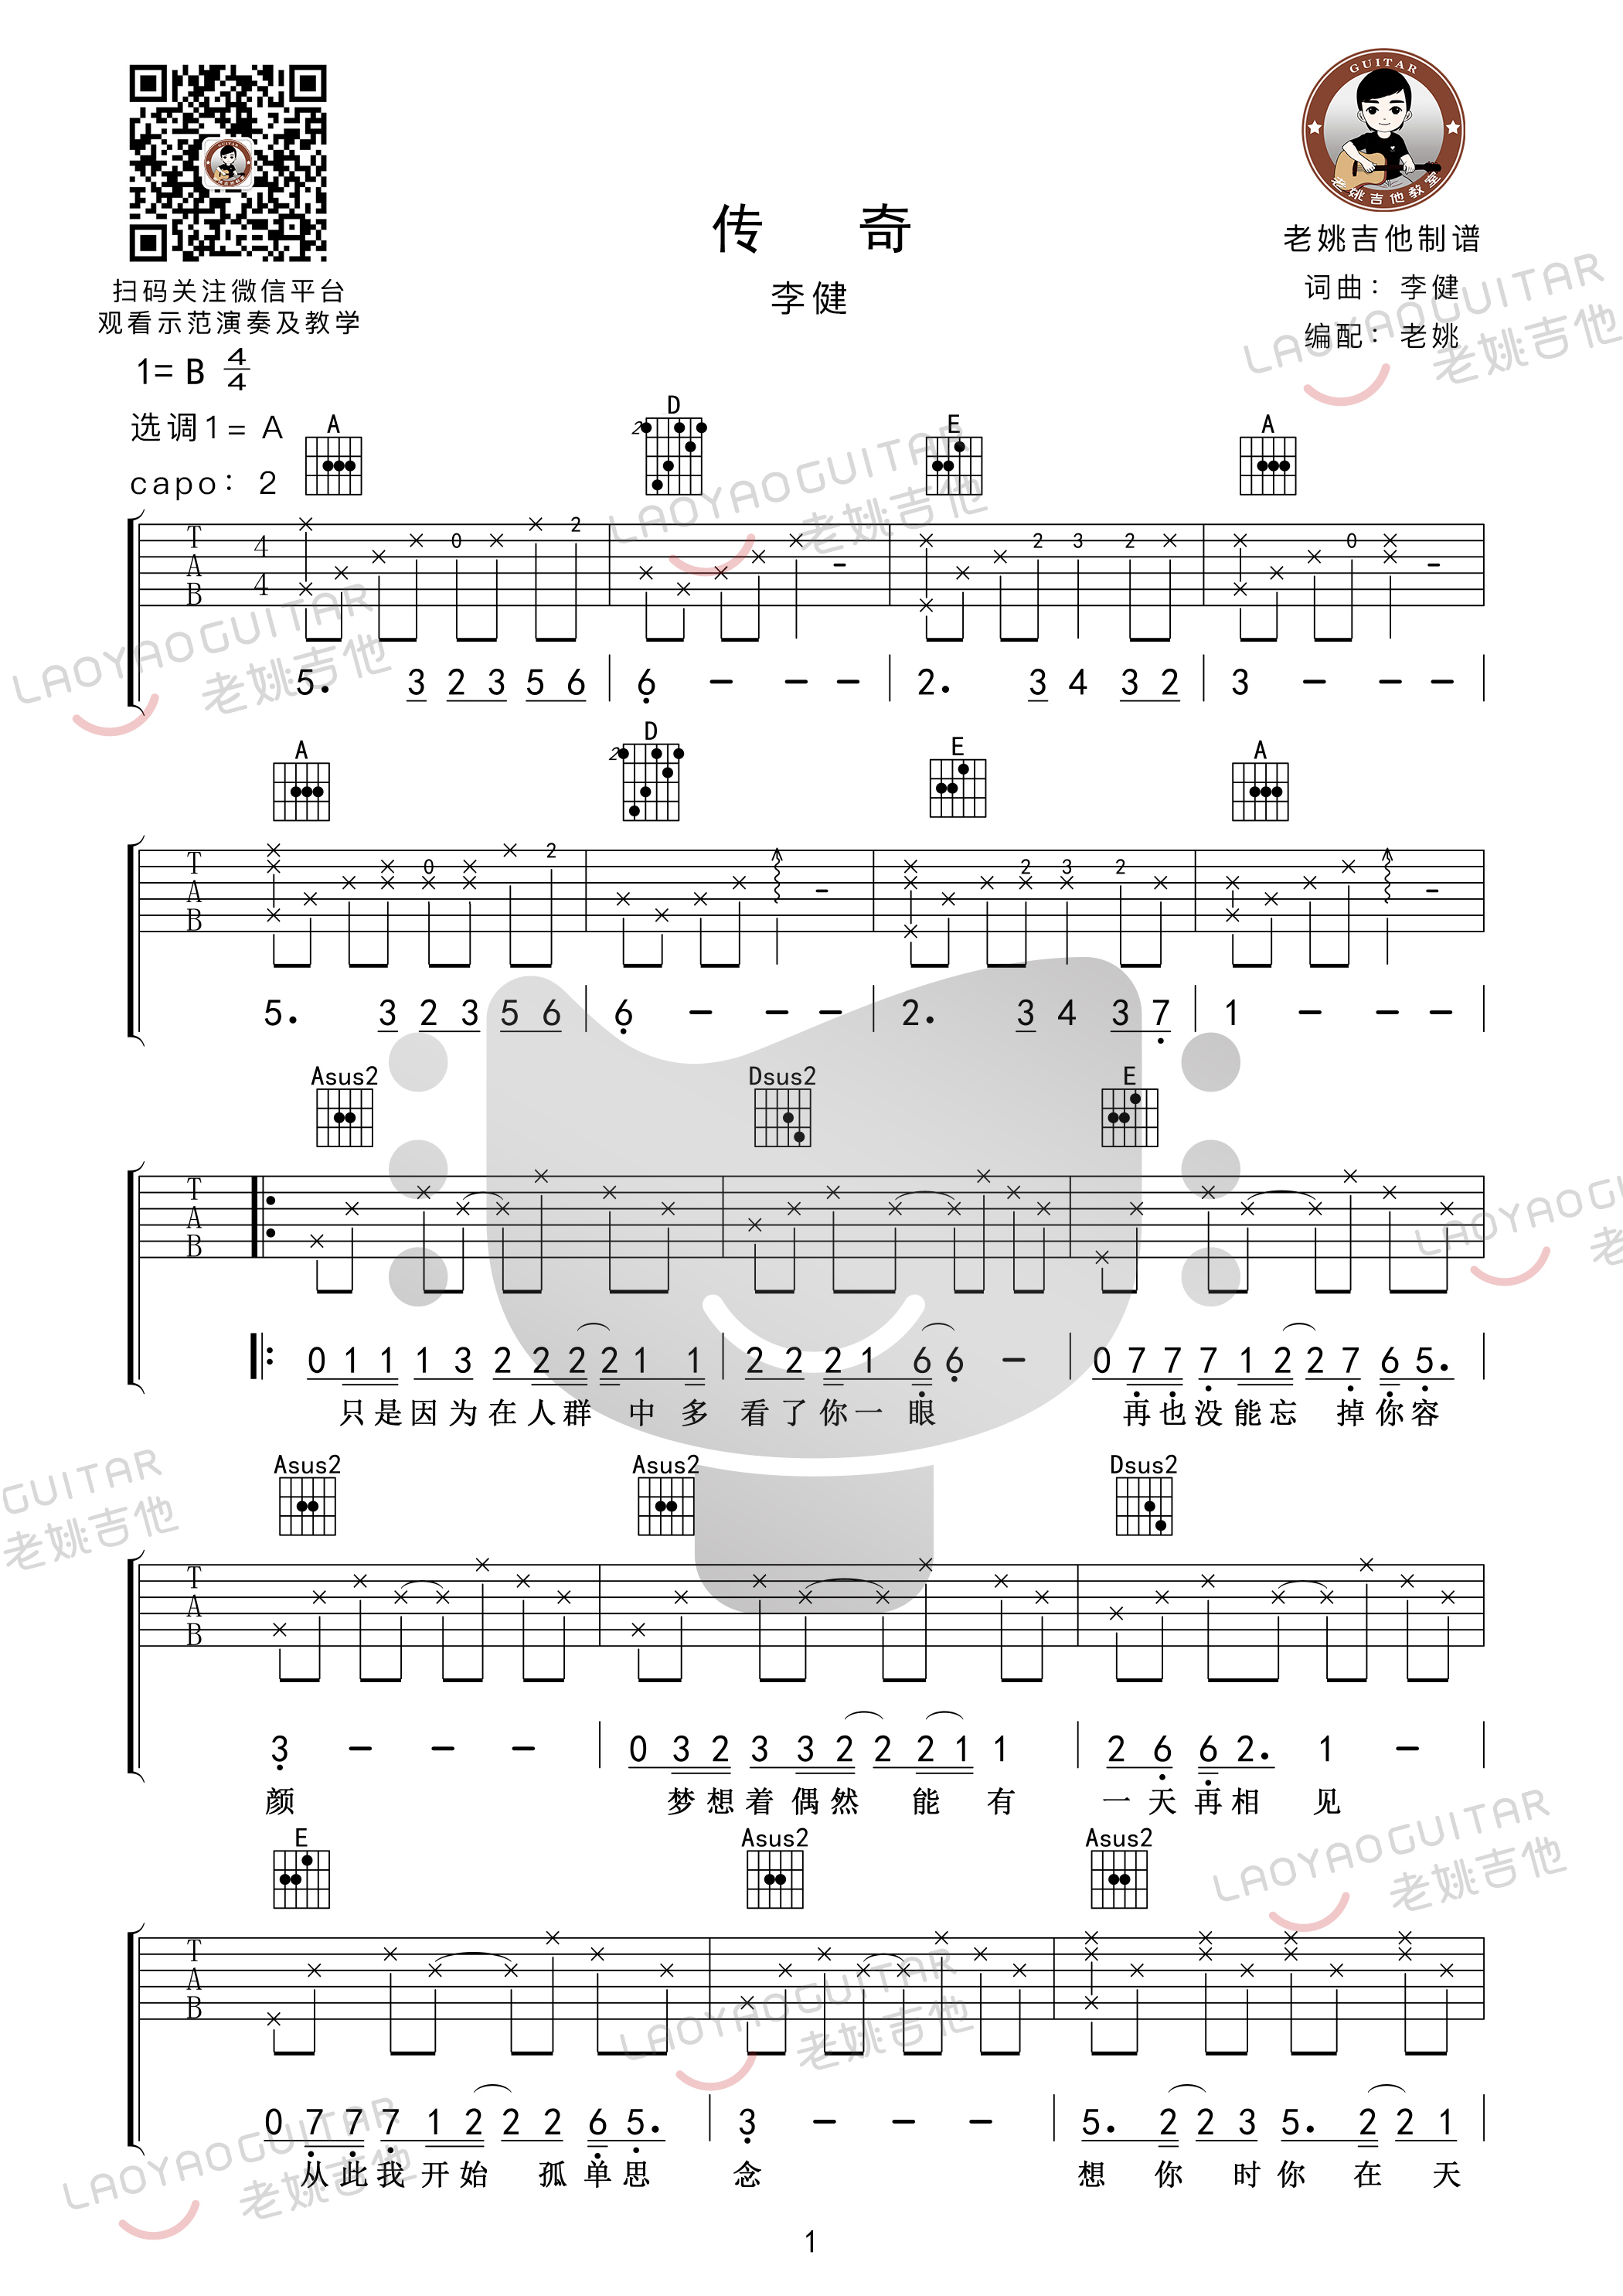 GUITAR
老姚吉他教室
传 奇
李健
老姚吉他制谱
词曲：李健
编配：老姚
扫码关注微信平台
观看示范演奏及教学
1= B 4/4
选调1= A
capo: 2
A D E A
T A B 4 4 0 2 2 3 2 0
5. 3 2 3 5 6 | 6 - - - | 2. 3 4 3 2 | 3 - - -
A D E A
T A B 0 2 2 3 2
5. 3 2 3 5 6 | 6 - - - | 2. 3 4 3 7 | 1 - - - |
Asus2 Dsus2 E
T A B
0 1 1 1 3 2 2 2 2 1 1 | 2 2 2 1 6 6 - | 0 7 7 7 1 2 2 7 6 5. |
只是因为在人群 中多 看了你一 眼 再也没能忘 掉你容
Asus2 Asus2 Dsus2
T A B
3 - - - | 0 3 2 3 3 2 2 2 1 1 | 2 6 6 2. 1 - |
颜 梦想着偶然 能 有 一天再相 见
E Asus2 Asus2
T A B
0 7 7 7 1 2 2 2 6 5. | 3 - - - | 5. 2 2 3 5. 2 2 1 |
从此我开始 孤单思 念 想 你 时你 在 天
1
LAOYAOGUITAR
老姚吉他